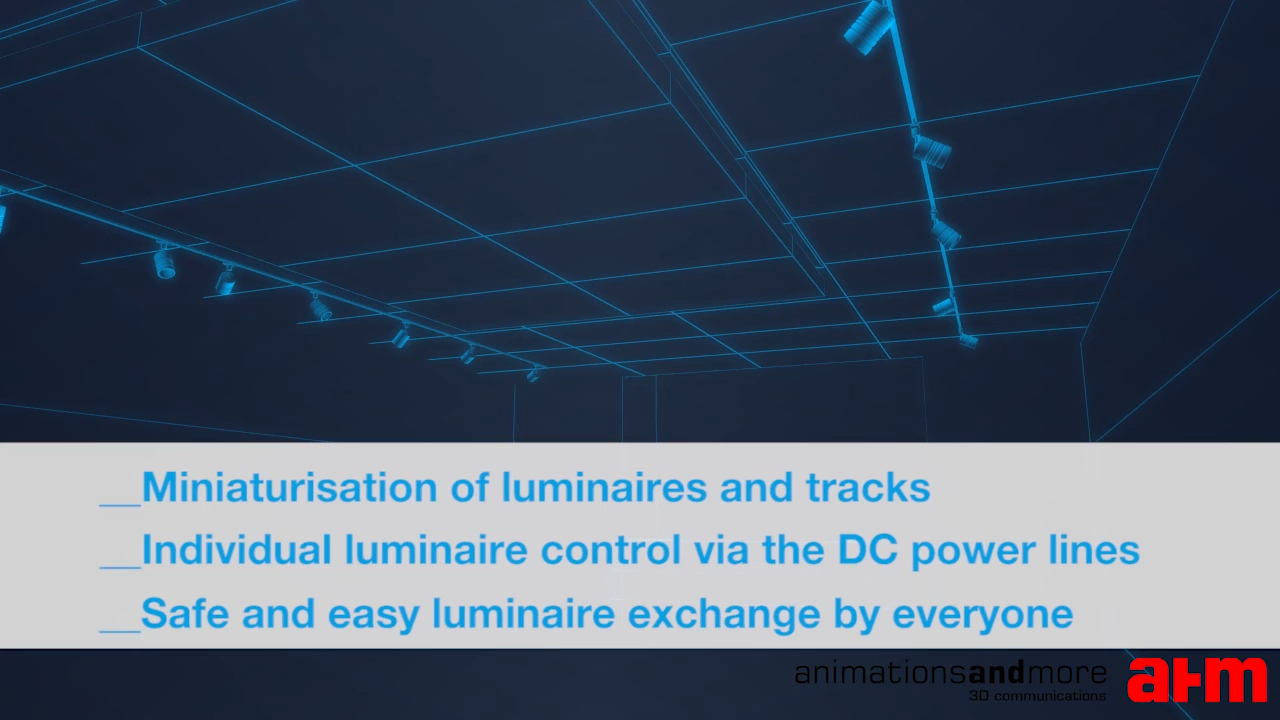 __Miniaturisation of luminaires and tracks
__Individual luminaire control via the DC power lines
__Safe and easy luminaire exchange by everyone
animationsandmore
3D communications
a+m